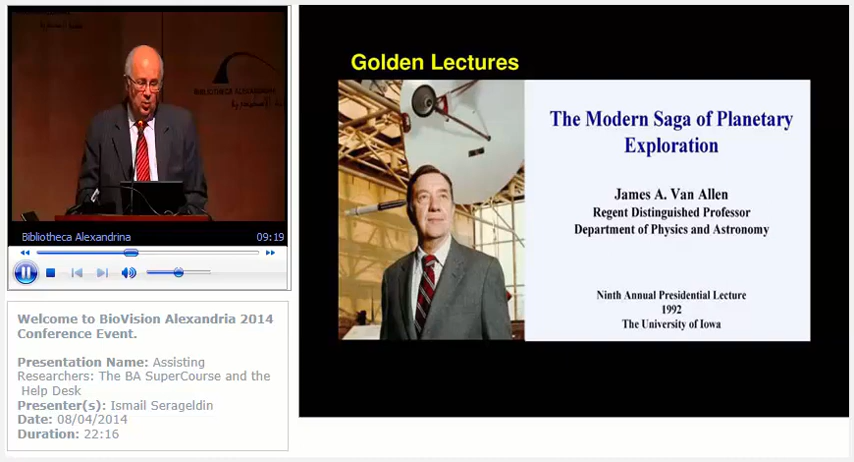 BIBLIOTHECA ALEXANDRINA
Bibliotheca Alexandrina 09:19
Welcome to BioVision Alexandria 2014
Conference Event.
Presentation Name: Assisting
Researchers: The BA SuperCourse and the
Help Desk
Presenter(s): Ismail Serageldin
Date: 08/04/2014
Duration: 22:16
Golden Lectures
The Modern Saga of Planetary
Exploration
James A. Van Allen
Regent Distinguished Professor
Department of Physics and Astronomy
Ninth Annual Presidential Lecture
1992
The University of Iowa